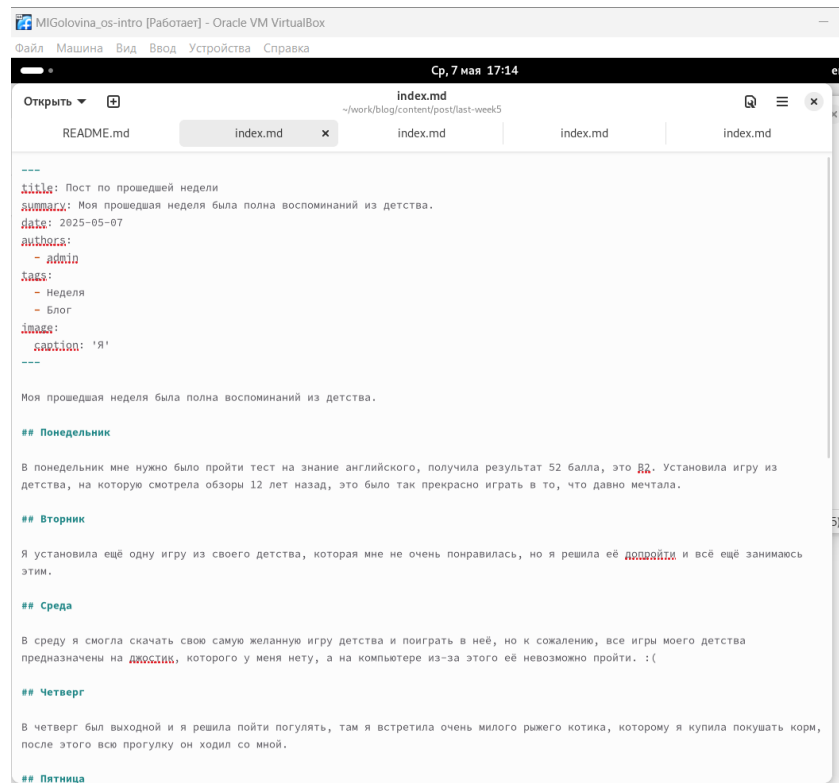 MIGolovina_os-intro [Работает] - Oracle VM VirtualBox
Файл Машина Вид Ввод Устройства Справка
Ср, 7 мая 17:14
Открыть
index.md
~/work/blog/content/post/last-week5
README.md index.md index.md index.md index.md
---
title: Пост по прошедшей недели
summary: Моя прошедшая неделя была полна воспоминаний из детства.
date: 2025-05-07
authors:
- admin
tags:
- Неделя
- Блог
image:
caption: 'Я'
---
Моя прошедшая неделя была полна воспоминаний из детства.
## Понедельник
В понедельник мне нужно было пройти тест на знание английского, получила результат 52 балла, это B2. Установила игру из
детства, на которую смотрела обзоры 12 лет назад, это было так прекрасно играть в то, что давно мечтала.
## Вторник
Я установила ещё одну игру из своего детства, которая мне не очень понравилась, но я решила её допройти и всё ещё занимаюсь
этим.
## Среда
В среду я смогла скачать свою самую желанную игру детства и поиграть в неё, но к сожалению, все игры моего детства
предназначены на джостик, которого у меня нету, а на компьютере из-за этого её невозможно пройти. :(
## Четверг
В четверг был выходной и я решила пойти погулять, там я встретила очень милого рыжего котика, которому я купила покушать корм,
после этого всю прогулку он ходил со мной.
## Пятница